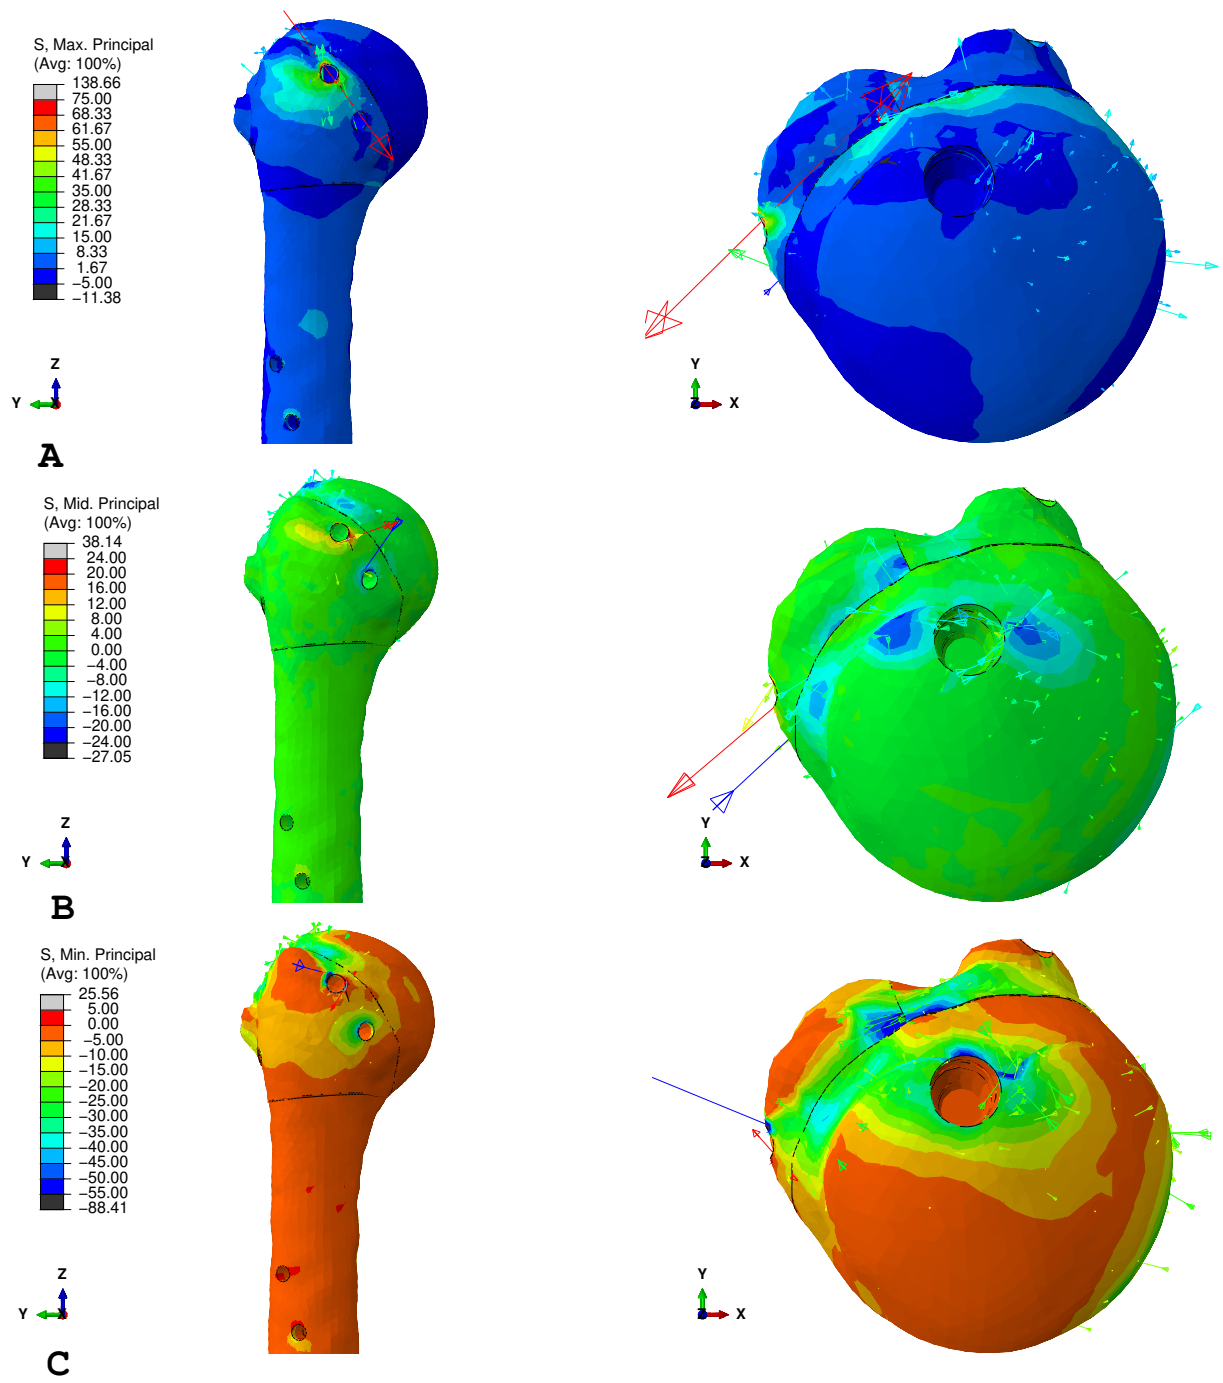 S, Max. Principal
(Avg: 100%)
138.66
75.00
68.33
61.67
55.00
48.33
41.67
35.00
28.33
21.67
15.00
8.33
1.67
−5.00
−11.38
Z
Y X
Y
Z X
A
S, Mid. Principal
(Avg: 100%)
38.14
24.00
20.00
16.00
12.00
8.00
4.00
0.00
−4.00
−8.00
−12.00
−16.00
−20.00
−24.00
−27.05
Z
Y X
Y
Z X
B
S, Min. Principal
(Avg: 100%)
25.56
5.00
0.00
−5.00
−10.00
−15.00
−20.00
−25.00
−30.00
−35.00
−40.00
−45.00
−50.00
−55.00
−88.41
Z
Y X
Y
Z X
C